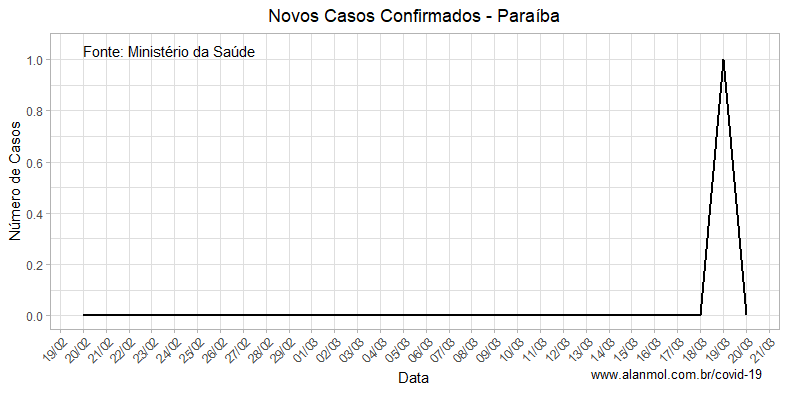 Novos Casos Confirmados - Paraíba
Fonte: Ministério da Saúde
Número de Casos
1.0
0.8
0.6
0.4
0.2
0.0
19/02 20/02 21/02 22/02 23/02 24/02 25/02 26/02 27/02 28/02 29/02 01/03 02/03 03/03 04/03 05/03 06/03 07/03 08/03 09/03 10/03 11/03 12/03 13/03 14/03 15/03 16/03 17/03 18/03 19/03 20/03 21/03
Data
www.alanmol.com.br/covid-19